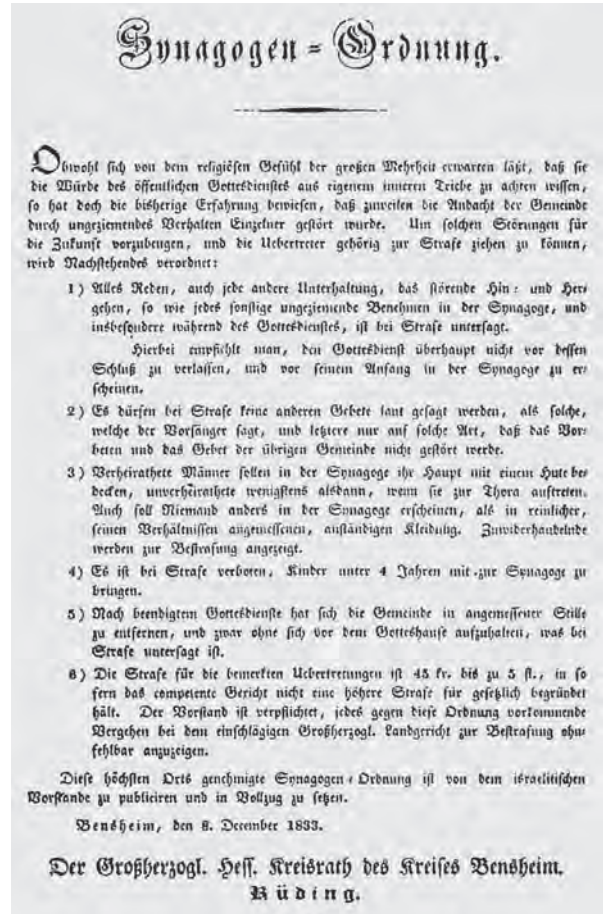 Synagogen-Ordnung.
Obwohl sich von dem religiösen Gefühl der großen Mehrheit erwarten läßt, daß sie
die Würde des öffentlichen Gottesdienstes aus eigenem inneren Triebe zu achten wissen,
so hat doch die bisherige Erfahrung bewiesen, daß zuweilen die Andacht der Gemeinde
durch ungeziemendes Verhalten Einzelner gestört wurde. Um solchen Störungen für
die Zukunft vorzubeugen, und die Uebertreter gehörig zur Strafe ziehen zu können,
wird Nachstehendes verordnet:
1) Alles Reden, auch jede andere Unterhaltung, das störende Hin- und Her-
gehen, so wie jedes sonstige ungeziemende Benehmen in der Synagoge, und
insbesondere während des Gottesdienstes, ist bei Strafe untersagt.
Hierbei empfiehlt man, den Gottesdienst überhaupt nicht vor dessen
Schluß zu verlassen, und vor seinem Anfang in der Synagoge zu er-
scheinen.
2) Es dürfen bei Strafe keine anderen Gebete laut gesagt werden, als solche,
welche der Vorsänger sagt, und letztere nur auf solche Art, daß das Vor-
beten und das Gebet der übrigen Gemeinde nicht gestört werde.
3) Verheirathete Männer sollen in der Synagoge ihr Haupt mit einem Hute be-
decken, unverheirathete wenigstens alsdann, wenn sie zur Thora auftreten.
Auch soll Niemand anders in der Synagoge erscheinen, als in reinlicher,
seinen Verhältnissen angemessenen, anständigen Kleidung. Zuwiderhandelnde
werden zur Bestrafung angezeigt.
4) Es ist bei Strafe verboten, Kinder unter 4 Jahren mit zur Synagoge zu
bringen.
5) Nach beendigtem Gottesdienste hat sich die Gemeinde in angemessener Stille
zu entfernen, und zwar ohne sich vor dem Gotteshause aufzuhalten, was bei
Strafe untersagt ist.
6) Die Strafe für die bemerkten Uebertretungen ist 45 kr. bis zu 5 fl., in so
fern das competente Gericht nicht eine höhere Strafe für gesetzlich begründet
hält. Der Vorstand ist verpflichtet, jedes gegen diese Ordnung vorkommende
Vergehen bei dem einschlägigen Großherzogl. Landgericht zur Bestrafung ohn-
fehlbar anzuzeigen.
Diese höchsten Orts genehmigte Synagogen-Ordnung ist von dem israelitischen
Vorstande zu publiciren und in Vollzug zu setzen.
Bensheim, den 8. December 1833.
Der Großherzogl. Hess. Kreisrath des Kreises Bensheim.
Rüding.